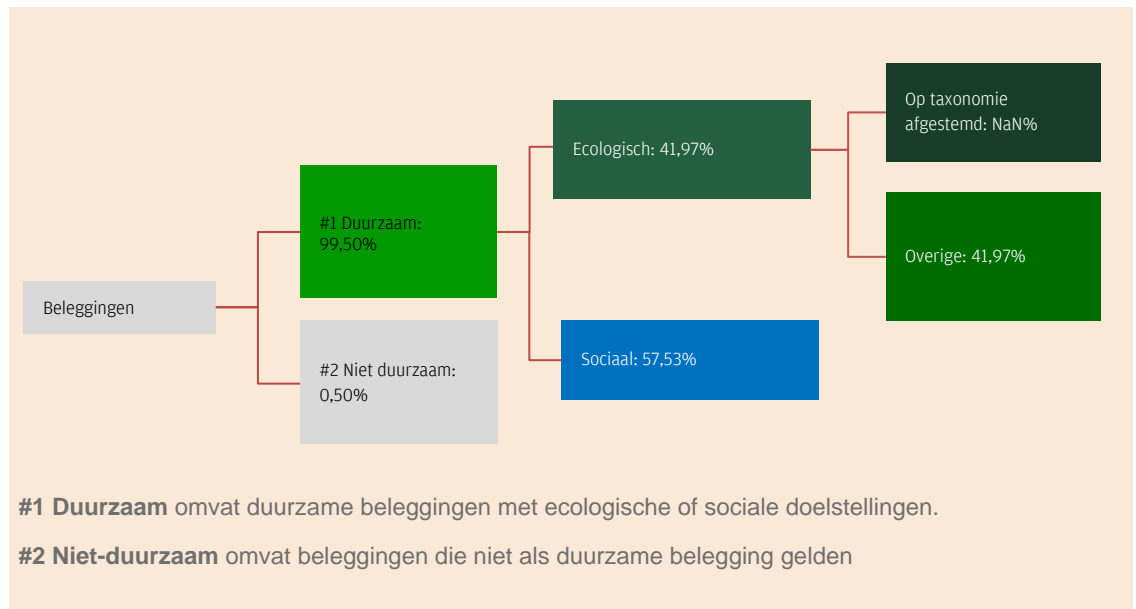 Beleggingen
#1 Duurzaam:
99,50%
#2 Niet duurzaam:
0,50%
Ecologisch: 41,97%
Sociaal: 57,53%
Op taxonomie
afgestemd: NaN%
Overige: 41,97%
#1 Duurzaam omvat duurzame beleggingen met ecologische of sociale doelstellingen.
#2 Niet-duurzaam omvat beleggingen die niet als duurzame belegging gelden